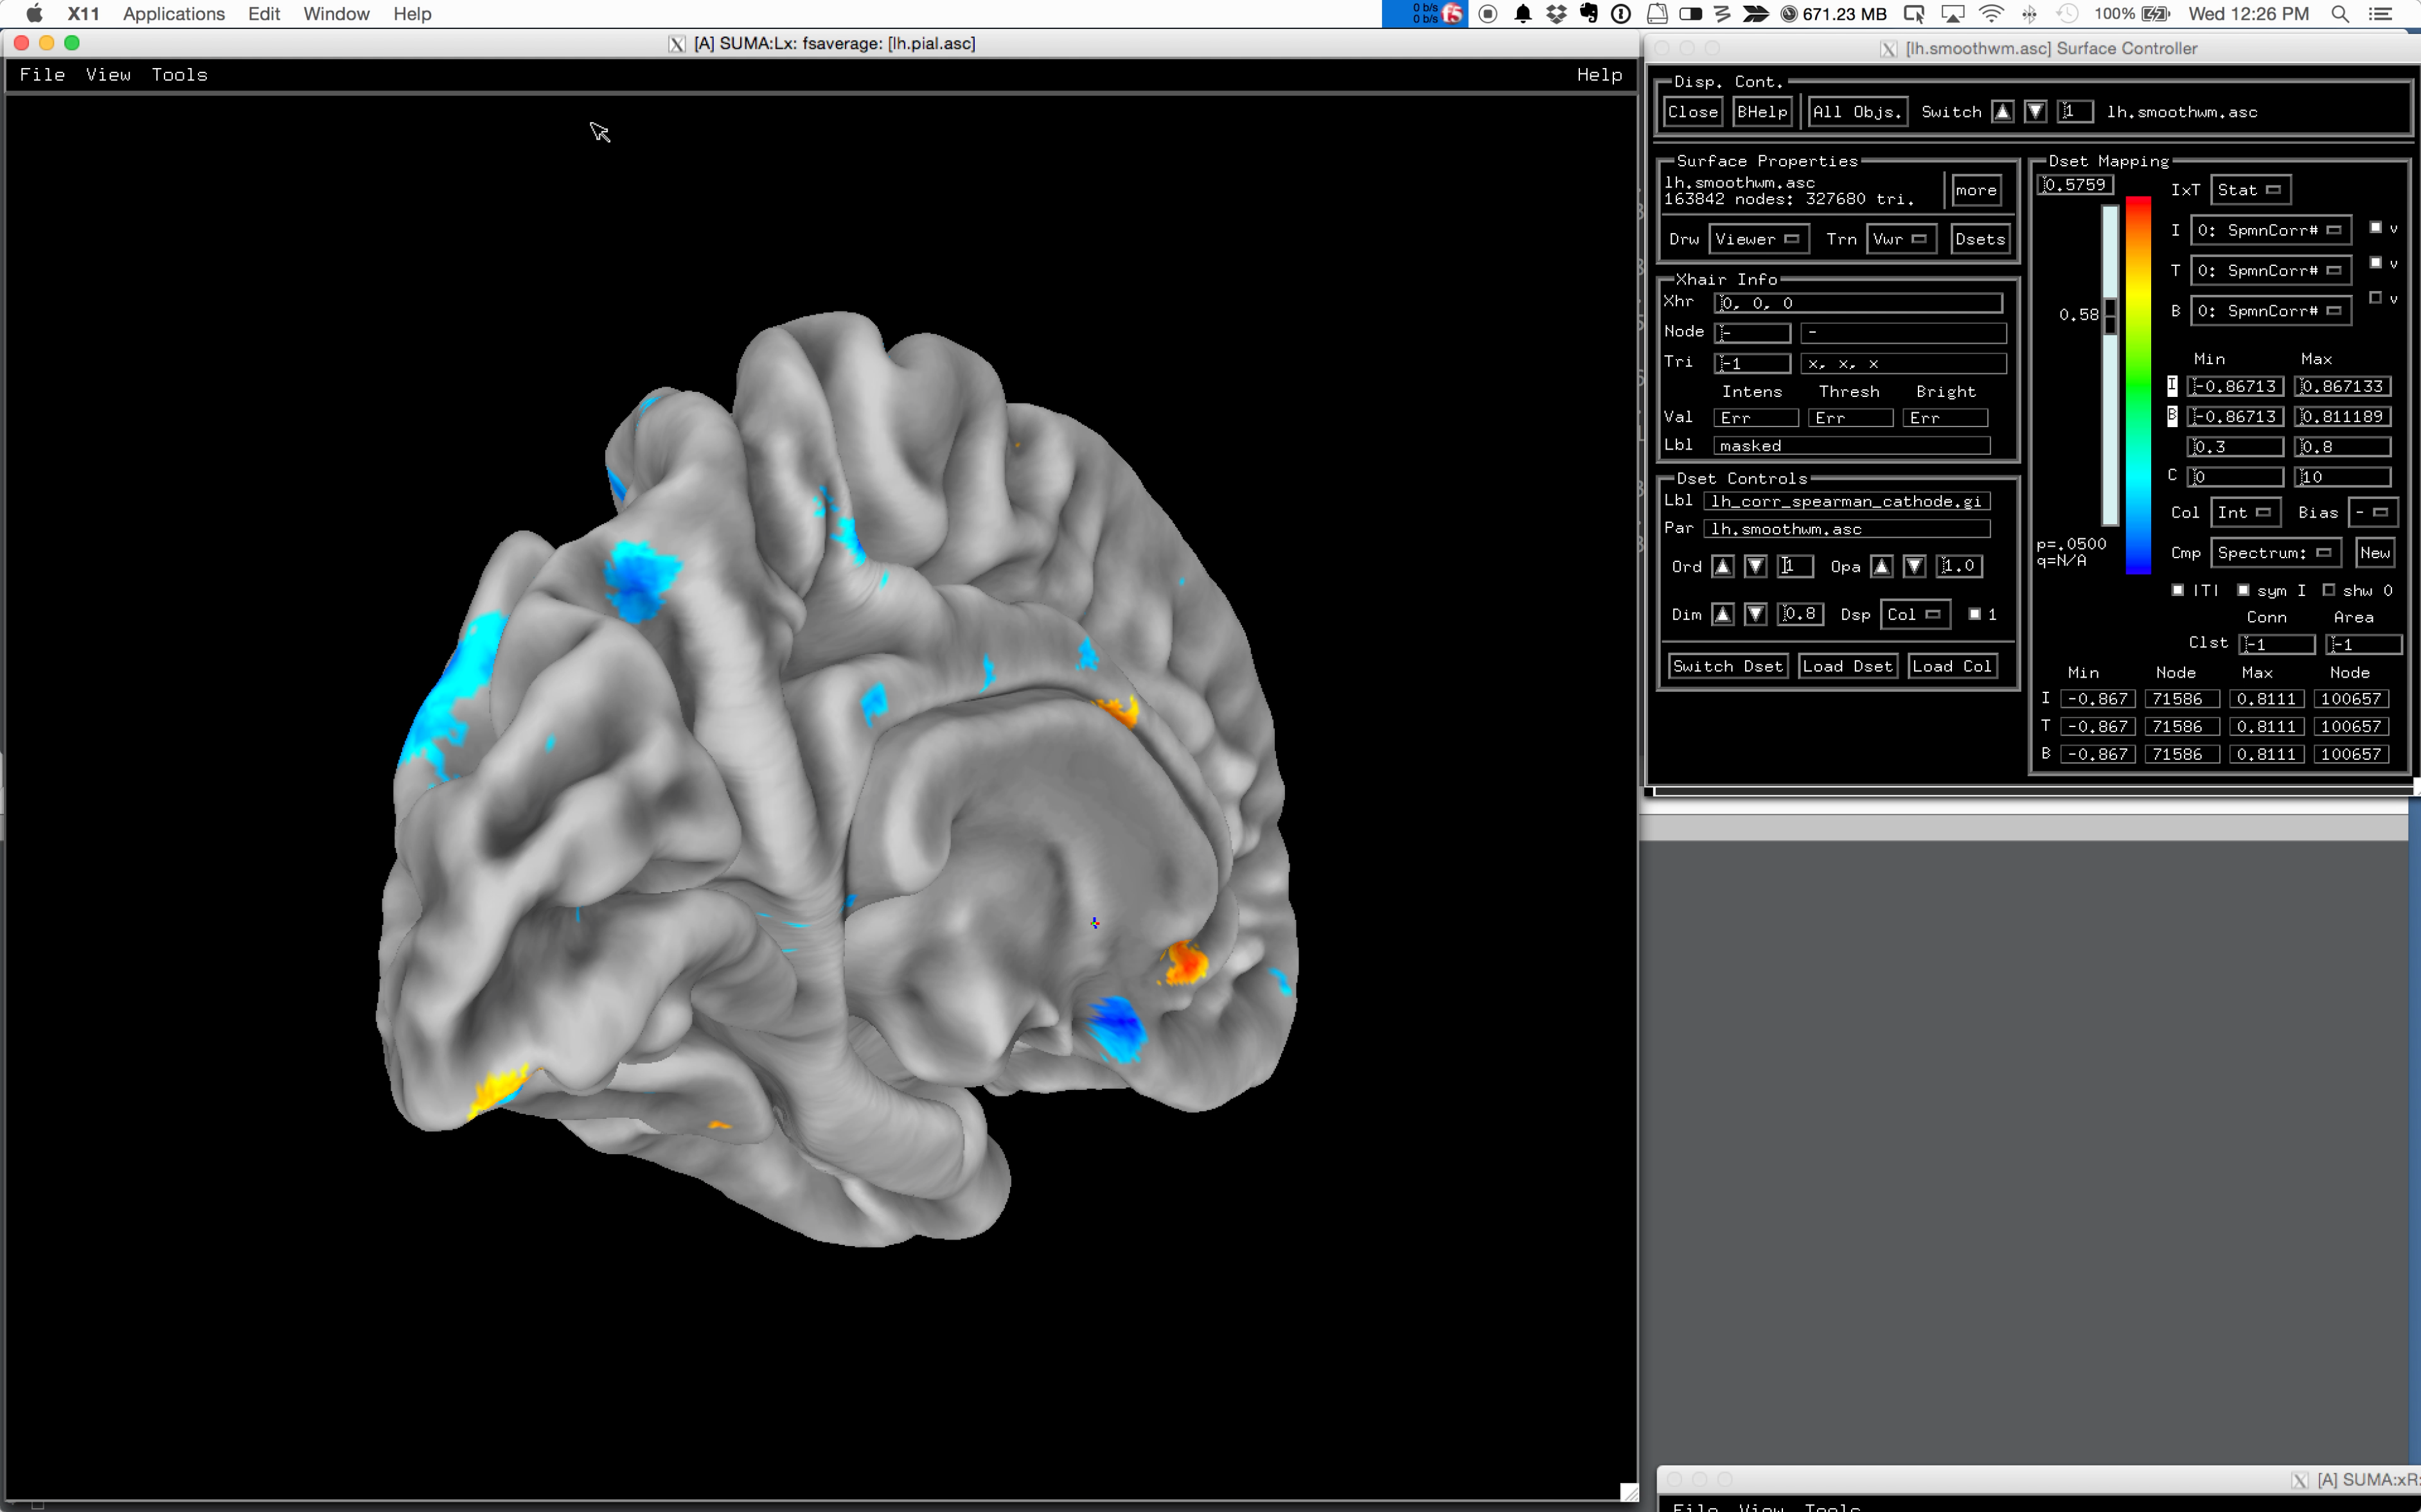 X11 Applications Edit Window Help
0 b/s
0 b/s
671.23 MB 100% Wed 12:26 PM
[A] SUMA:Lx: fsaverage: [lh.pial.asc]
File View Tools Help
[lh.smoothwm.asc] Surface Controller
Disp. Cont.
Close BHelp All Objs. Switch 1 lh.smoothwm.asc
Surface Properties
lh.smoothwm.asc
163842 nodes: 327680 tri.
more
Drw Viewer Trn Vwr Dsets
Xhair Info
Xhr 0, 0, 0
Node - -
Tri -1 x, x, x
Intens Thresh Bright
Val Err Err Err
Lbl masked
Dset Controls
Lbl lh_corr_spearman_cathode.gi
Par lh.smoothwm.asc
Ord 1 Opa 1.0
Dim 0.8 Dsp Col 1
Switch Dset Load Dset Load Col
Dset Mapping
0.5759
IxT Stat
I 0: SpmnCorr# v
T 0: SpmnCorr# v
B 0: SpmnCorr# v
0.58
Min Max
I -0.86713 0.867133
B -0.86713 0.811189
0.3 0.8
C 0 10
Col Int Bias -
Cmp Spectrum: New
p=.0500
q=N/A
|T| sym I shw 0
Conn Area
Clst -1 -1
Min Node Max Node
I -0.867 71586 0.8111 100657
T -0.867 71586 0.8111 100657
B -0.867 71586 0.8111 100657
[A] SUMA:xR:
File View Tools